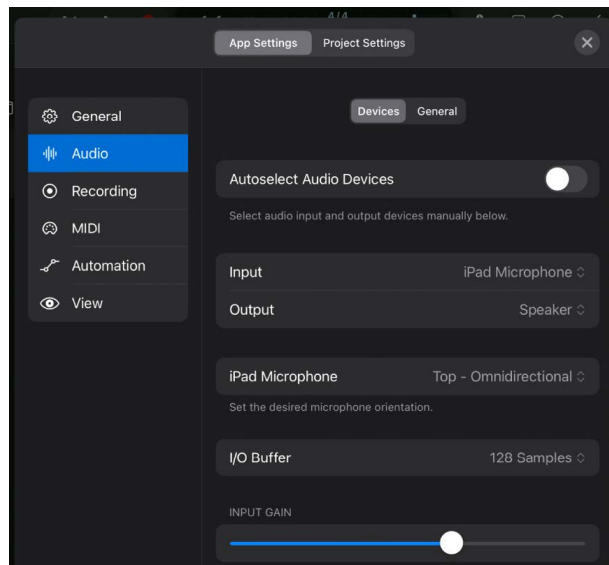 4/4
App Settings Project Settings
General
Audio
Recording
MIDI
Automation
View
Devices General
Autoselect Audio Devices
Select audio input and output devices manually below.
Input iPad Microphone
Output Speaker
iPad Microphone Top - Omnidirectional
Set the desired microphone orientation.
I/O Buffer 128 Samples
INPUT GAIN